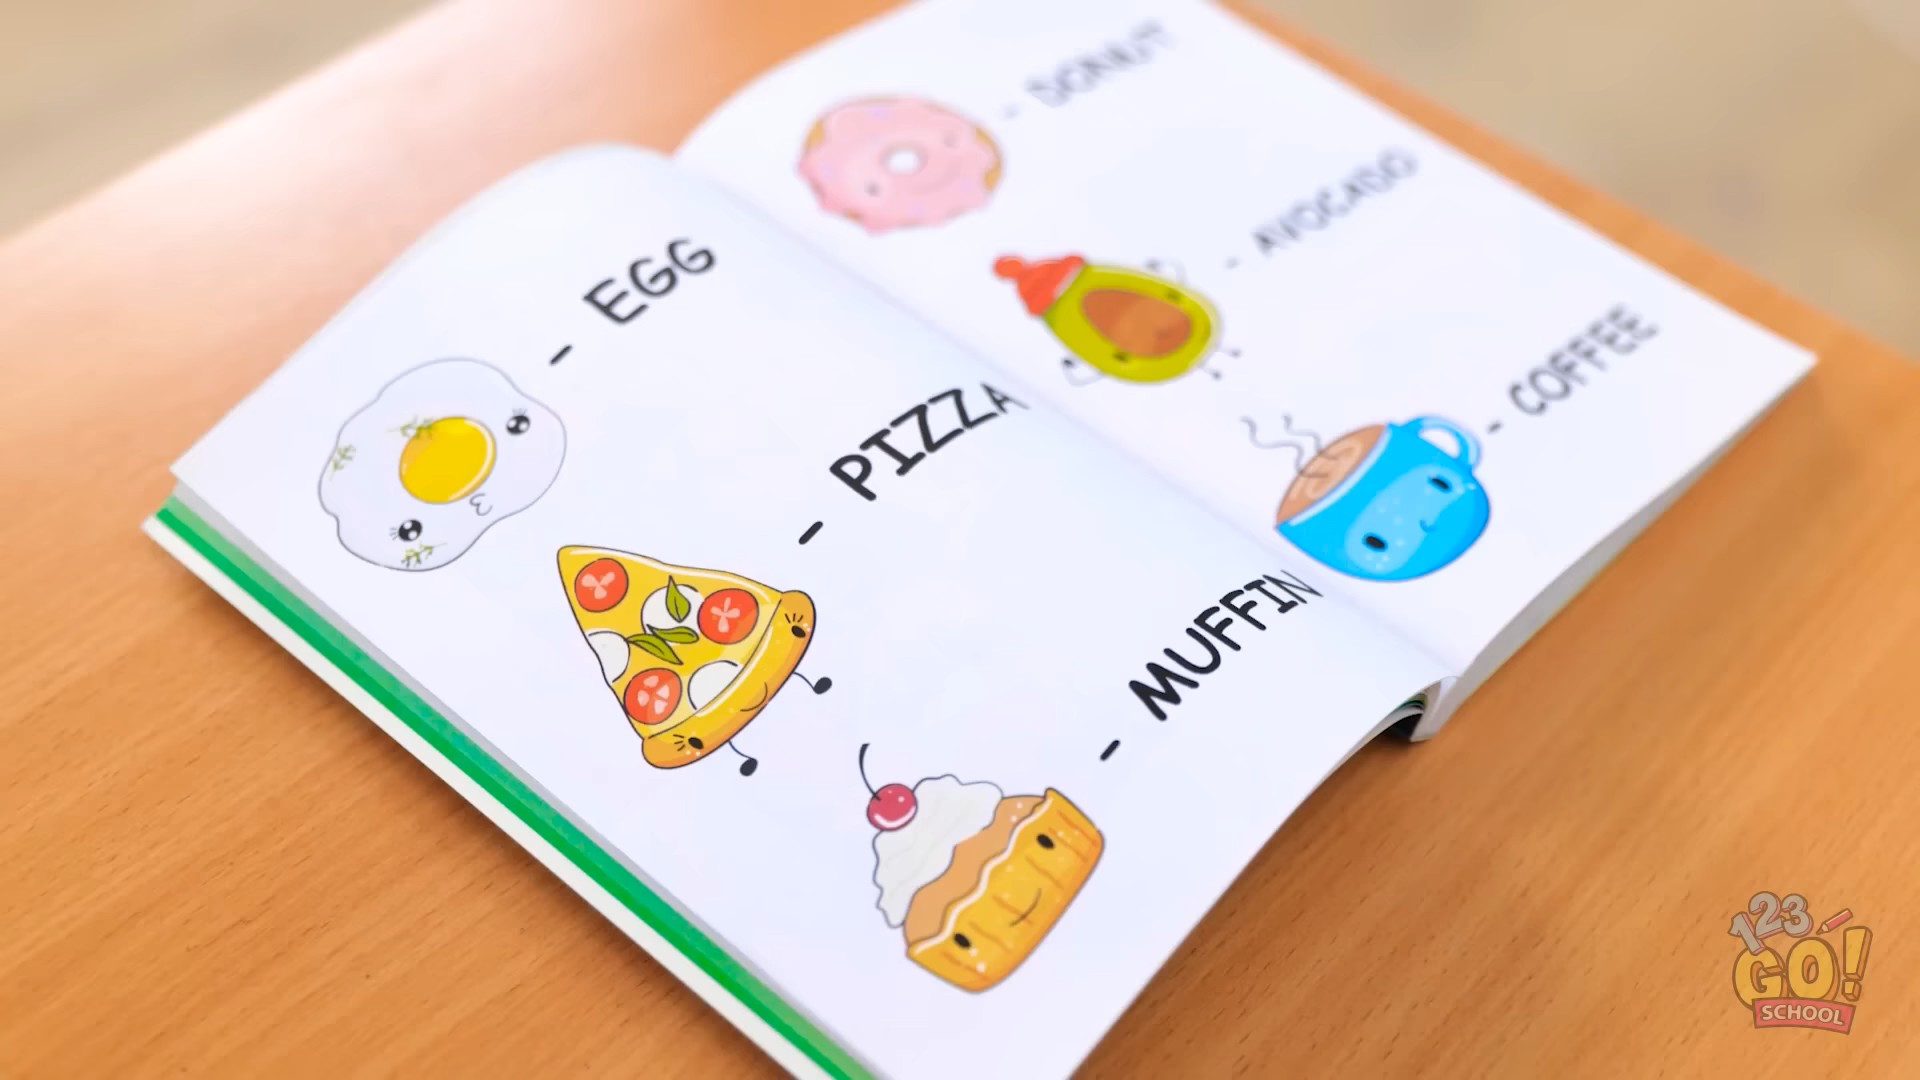 - EGG
- PIZZA
- MUFFIN
- DONUT
- AVOCADO
- COFFEE
123
GO!
SCHOOL